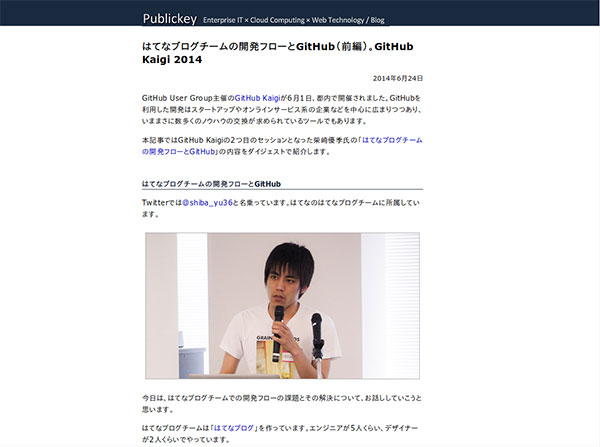 Publickey Enterprise IT × Cloud Computing × Web Technology / Blog
はてなブログチームの開発フローとGitHub（前編）。GitHub
Kaigi 2014
2014年6月24日
GitHub User Group主催のGitHub Kaigiが6月1日、都内で開催されました。GitHubを
利用した開発はスタートアップやオンラインサービス系の企業などを中心に広まりつつあり、
いままさに数多くのノウハウの交換が求められているツールでもあります。
本記事ではGitHub Kaigiの2つ目のセッションとなった柴崎優季氏の「はてなブログチーム
の開発フローとGitHub」の内容をダイジェストで紹介します。
はてなブログチームの開発フローとGitHub
Twitterでは@shiba_yu36と名乗っています。はてなのはてなブログチームに所属してい
ます。
GRAIN
今日は、はてなブログチームでの開発フローの課題とその解決について、お話ししていこうと
思います。
はてなブログチームは「はてなブログ」を作っています。エンジニアが5人くらい、デザイナー
が2人くらいでやっています。